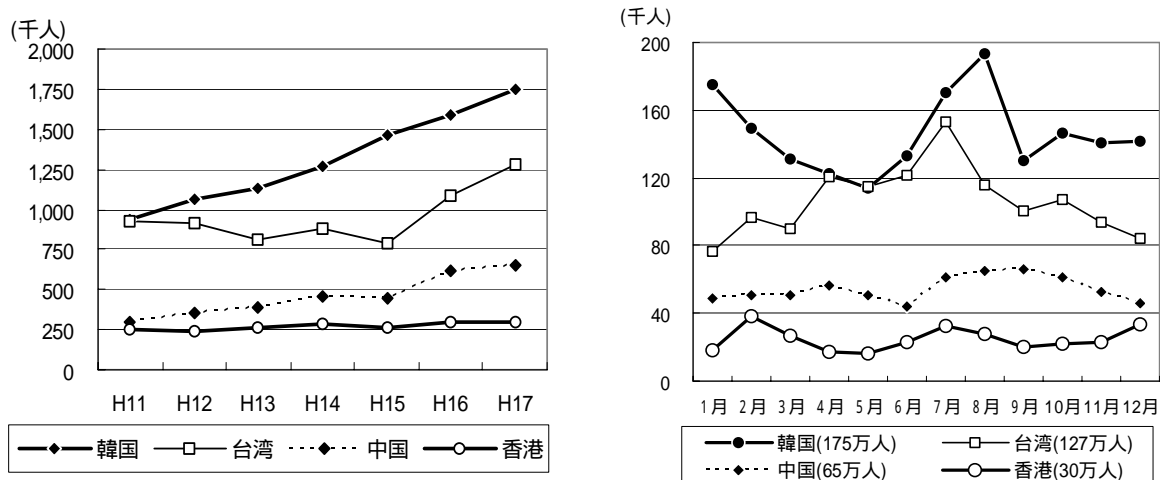 (千人)
2,000
1,750
1,500
1,250
1,000
750
500
250
0
H11 H12 H13 H14 H15 H16 H17
韓国 台湾 中国 香港
(千人)
200
160
120
80
40
0
1月 2月 3月 4月 5月 6月 7月 8月 9月 10月 11月 12月
韓国(175万人) 台湾(127万人)
中国(65万人) 香港(30万人)